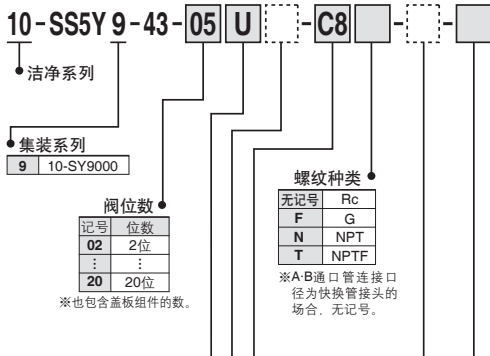 10-SS5Y 9-43-05 U - C8 - -
洁净系列
集装系列
9 10-SY9000
阀位数
记号 位数
02 2位
⋮ ⋮
20 20位
※也包含盖板组件的数。
螺纹种类
无记号 Rc
F G
N NPT
T NPTF
※A·B通口管连接口
径为快换管接头的
场合，无记号。